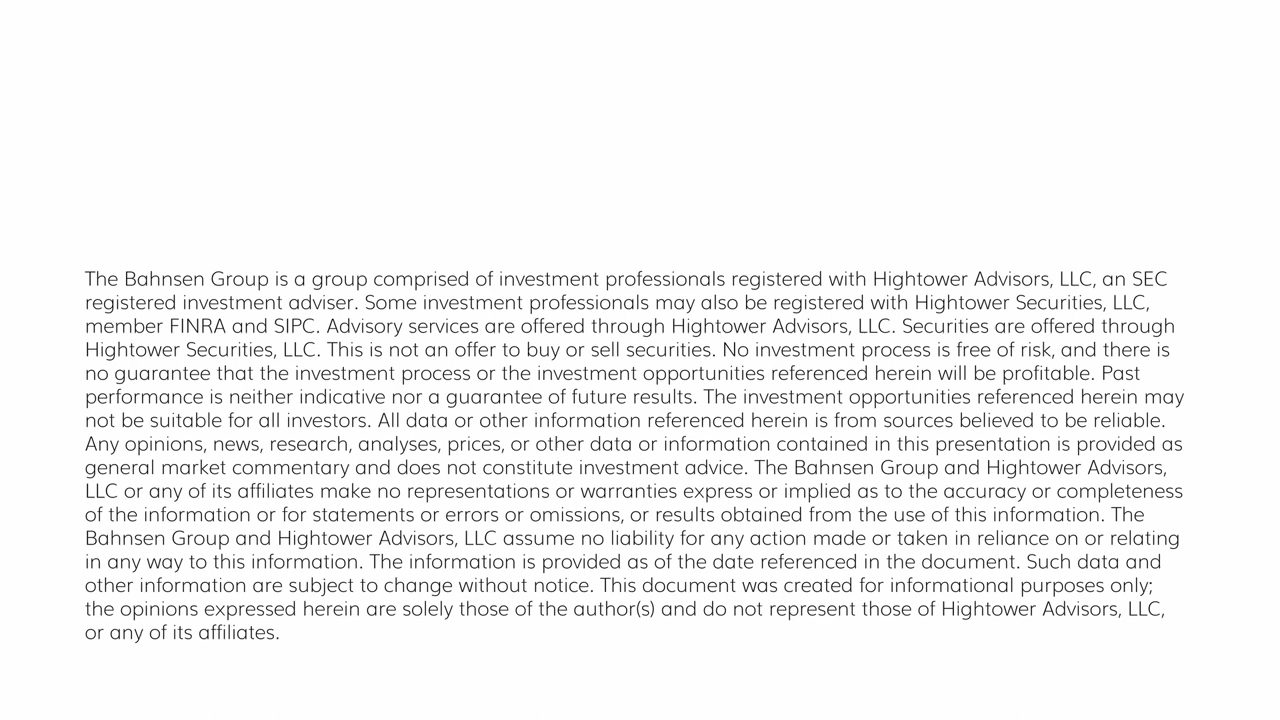 The Bahnsen Group is a group comprised of investment professionals registered with Hightower Advisors, LLC, an SEC
registered investment adviser. Some investment professionals may also be registered with Hightower Securities, LLC,
member FINRA and SIPC. Advisory services are offered through Hightower Advisors, LLC. Securities are offered through
Hightower Securities, LLC. This is not an offer to buy or sell securities. No investment process is free of risk, and there is
no guarantee that the investment process or the investment opportunities referenced herein will be profitable. Past
performance is neither indicative nor a guarantee of future results. The investment opportunities referenced herein may
not be suitable for all investors. All data or other information referenced herein is from sources believed to be reliable.
Any opinions, news, research, analyses, prices, or other data or information contained in this presentation is provided as
general market commentary and does not constitute investment advice. The Bahnsen Group and Hightower Advisors,
LLC or any of its affiliates make no representations or warranties express or implied as to the accuracy or completeness
of the information or for statements or errors or omissions, or results obtained from the use of this information. The
Bahnsen Group and Hightower Advisors, LLC assume no liability for any action made or taken in reliance on or relating
in any way to this information. The information is provided as of the date referenced in the document. Such data and
other information are subject to change without notice. This document was created for informational purposes only;
the opinions expressed herein are solely those of the author(s) and do not represent those of Hightower Advisors, LLC,
or any of its affiliates.